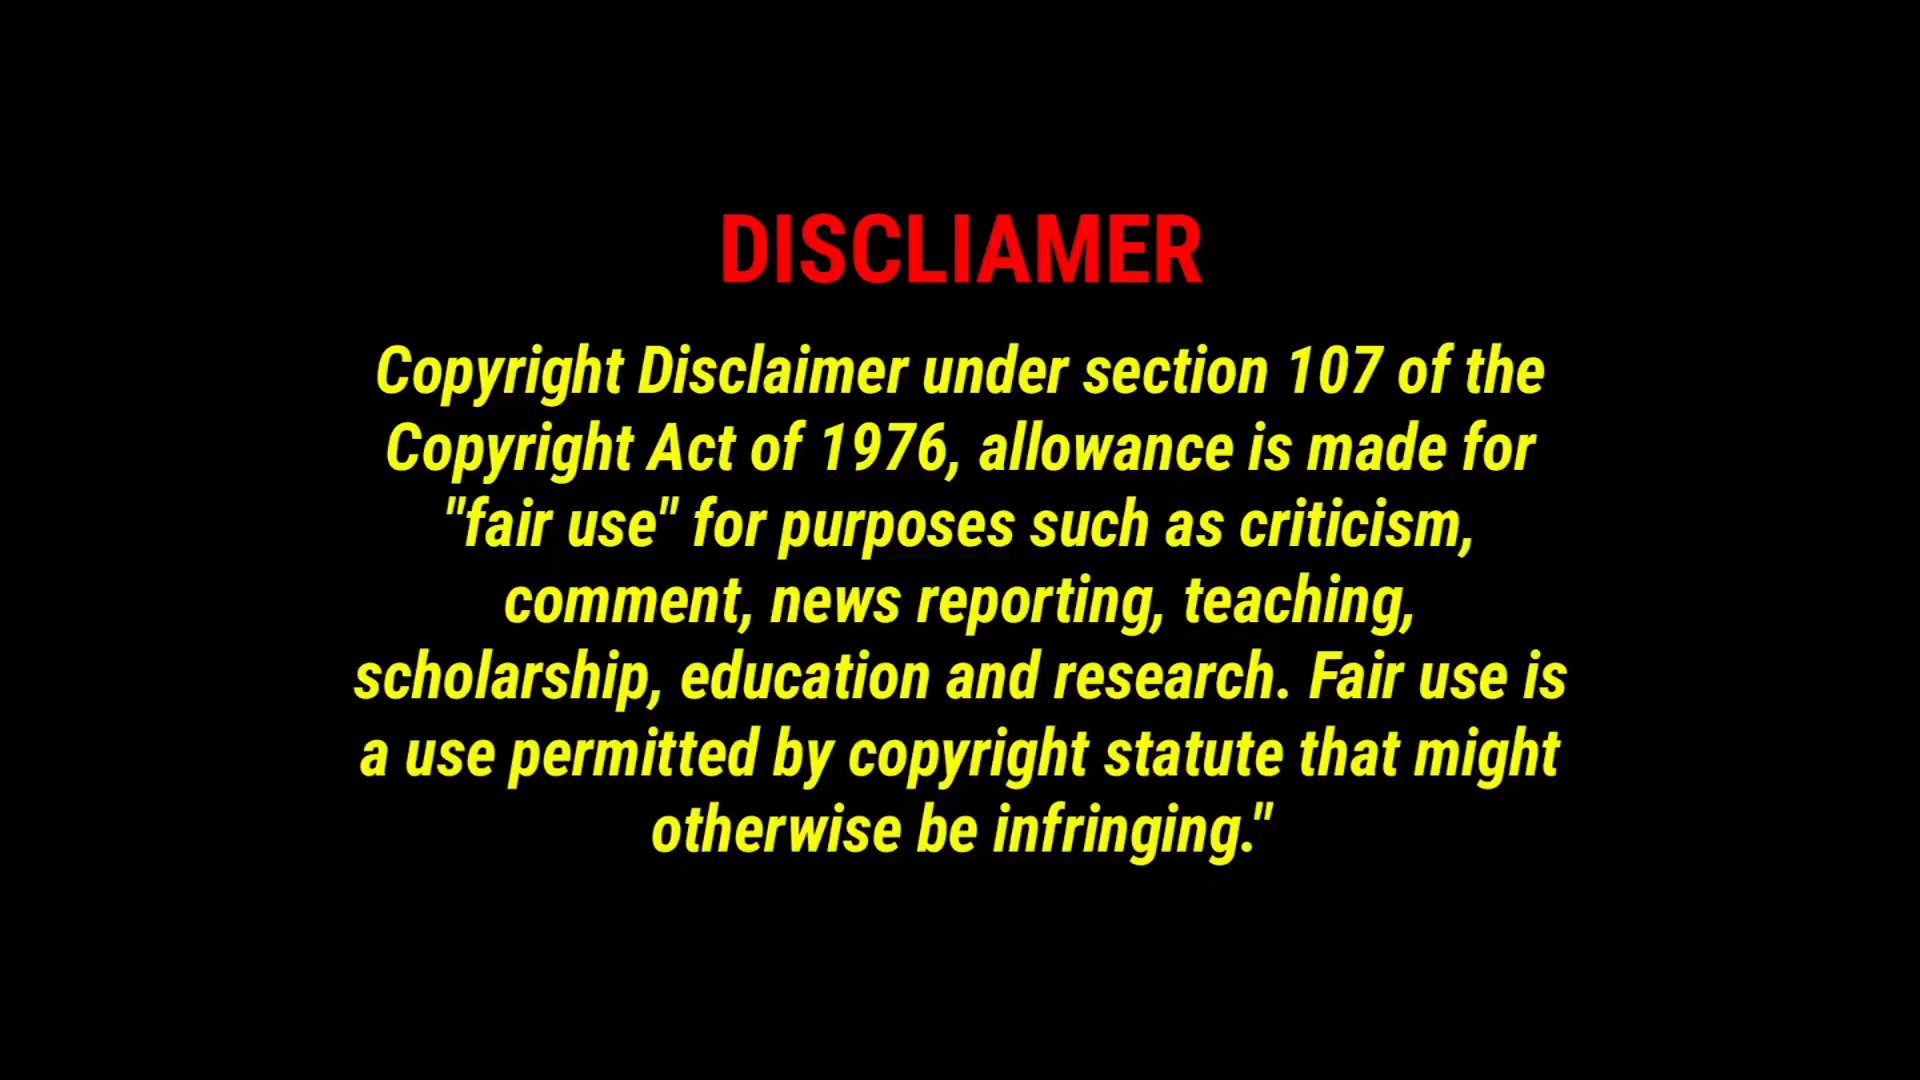 DISCLIAMER
Copyright Disclaimer under section 107 of the
Copyright Act of 1976, allowance is made for
"fair use" for purposes such as criticism,
comment, news reporting, teaching,
scholarship, education and research. Fair use is
a use permitted by copyright statute that might
otherwise be infringing."